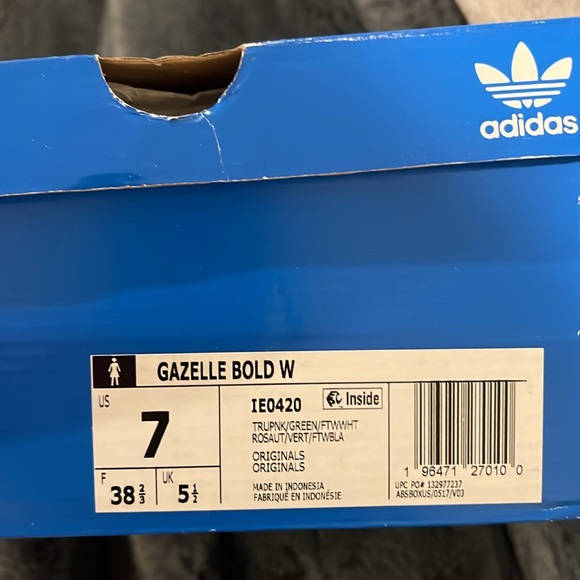 adidas
GAZELLE BOLD W
US
7
F
38 2/3
UK
5 1/2
IE0420
Inside
TRUPNK/GREEN/FTWWHT
ROSAUT/VERT/FTWBLA
ORIGINALS
ORIGINALS
MADE IN INDONESIA
FABRIQUÉ EN INDONÉSIE
1 96471 27010 0
UPC PO# 132977237
ABSBOXUS/0517/V03